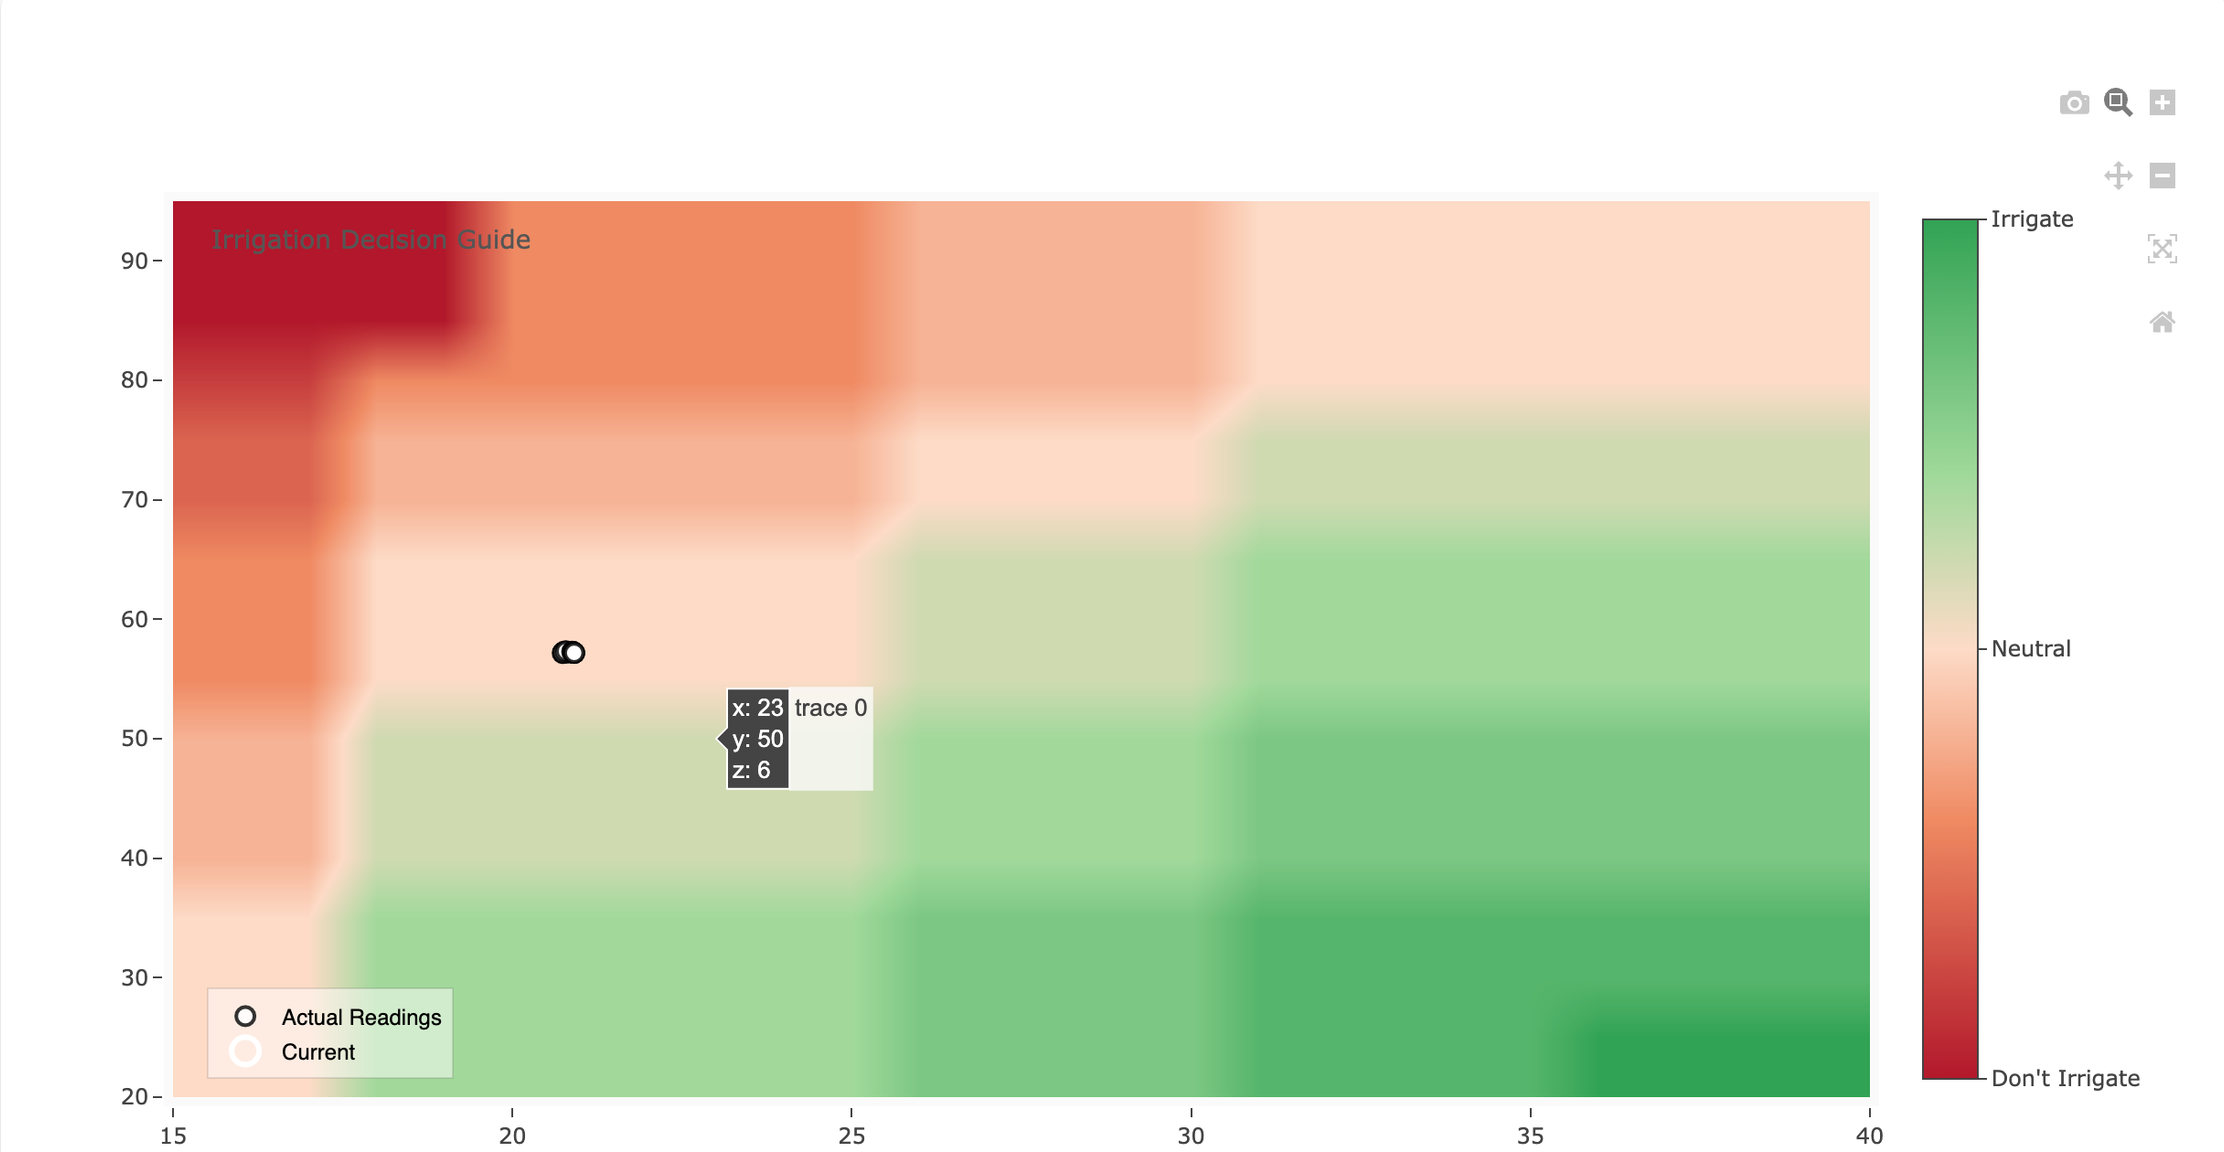 Irrigation Decision Guide
90
80
70
60
50
40
30
20
15
20
25
30
35
40
x: 23 trace 0
y: 50
z: 6
Actual Readings
Current
Irrigate
Neutral
Don't Irrigate